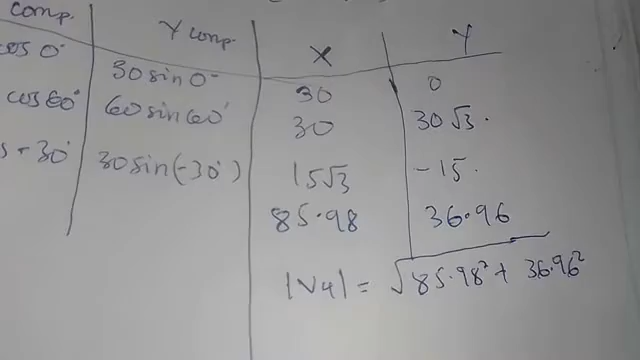 comp. Y comp. X Y
cos 0° 30 sin 0° 30 0
cos 60° 60 sin 60° 30 30√3.
-30° 30 sin(-30°) 15√3 -15.
85.98 36.96
|V4| = √85.98² + 36.96²